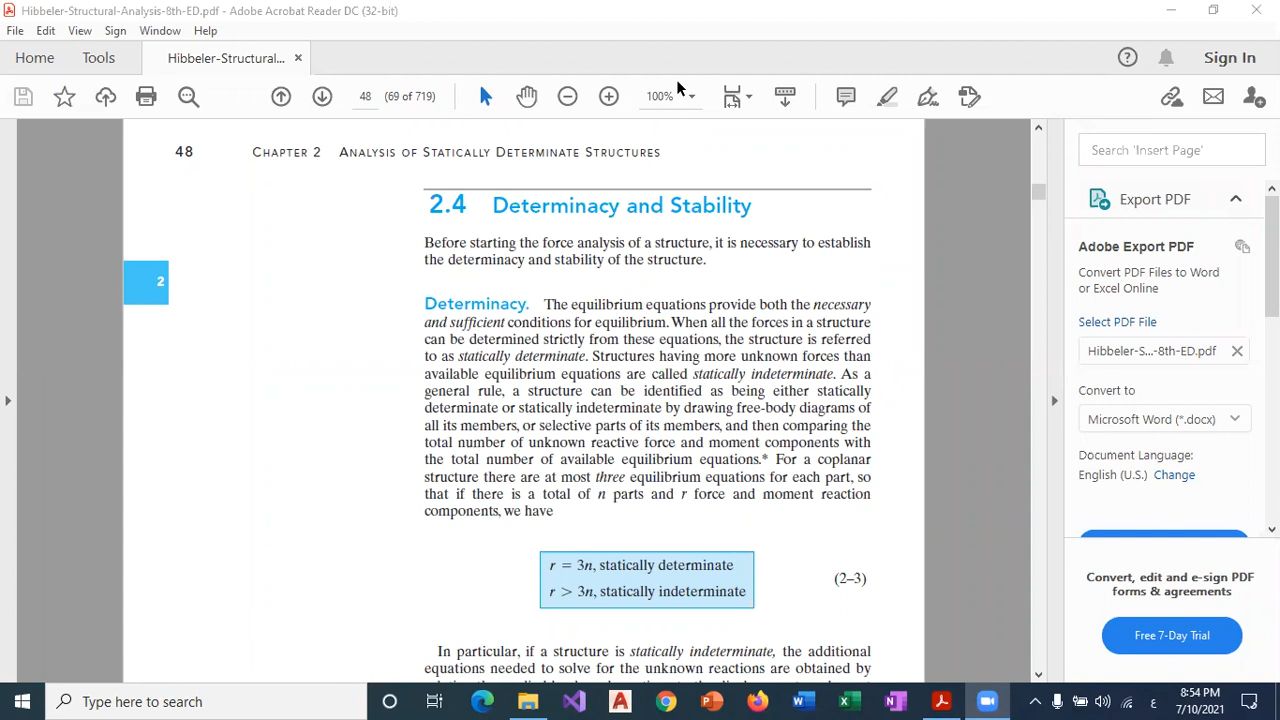 Hibbeler-Structural-Analysis-8th-ED.pdf - Adobe Acrobat Reader DC (32-bit)
File Edit View Sign Window Help
Home Tools Hibbeler-Structural... × Sign In
48 (69 of 719) 100%
48 CHAPTER 2 ANALYSIS OF STATICALLY DETERMINATE STRUCTURES
2.4 Determinacy and Stability
Before starting the force analysis of a structure, it is necessary to establish
the determinacy and stability of the structure.
2
Determinacy. The equilibrium equations provide both the necessary
and sufficient conditions for equilibrium. When all the forces in a structure
can be determined strictly from these equations, the structure is referred
to as statically determinate. Structures having more unknown forces than
available equilibrium equations are called statically indeterminate. As a
general rule, a structure can be identified as being either statically
determinate or statically indeterminate by drawing free-body diagrams of
all its members, or selective parts of its members, and then comparing the
total number of unknown reactive force and moment components with
the total number of available equilibrium equations.* For a coplanar
structure there are at most three equilibrium equations for each part, so
that if there is a total of n parts and r force and moment reaction
components, we have
r = 3n, statically determinate
r > 3n, statically indeterminate
(2–3)
In particular, if a structure is statically indeterminate, the additional
equations needed to solve for the unknown reactions are obtained by
Search 'Insert Page'
Export PDF
Adobe Export PDF
Convert PDF Files to Word
or Excel Online
Select PDF File
Hibbeler-S...-8th-ED.pdf
Convert to
Microsoft Word (*.docx)
Document Language:
English (U.S.) Change
Convert, edit and e-sign PDF
forms & agreements
Free 7-Day Trial
Type here to search
ع
8:54 PM
7/10/2021